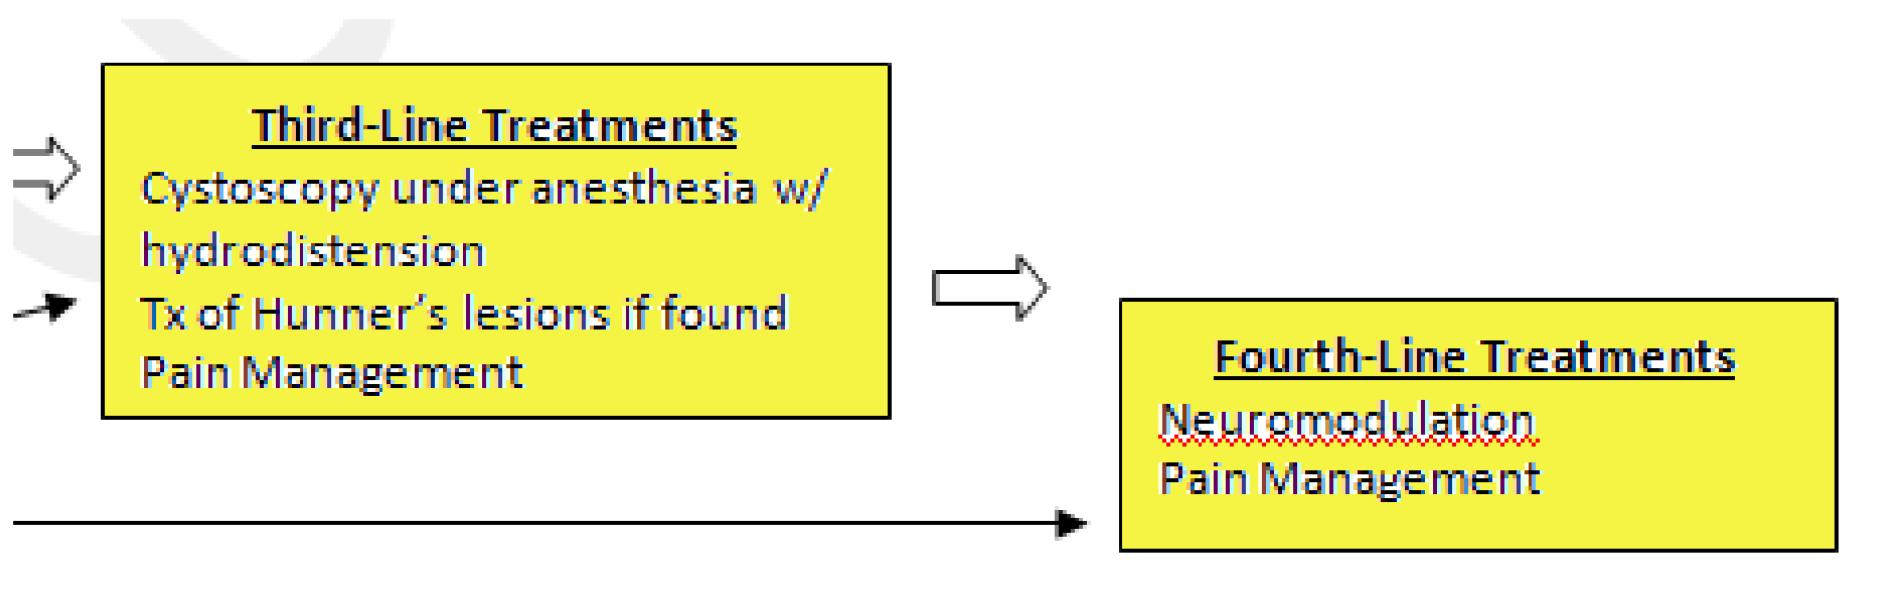 Third-Line Treatments
Cystoscopy under anesthesia w/
hydrodistension
Tx of Hunner’s lesions if found
Pain Management
Fourth-Line Treatments
Neuromodulation
Pain Management